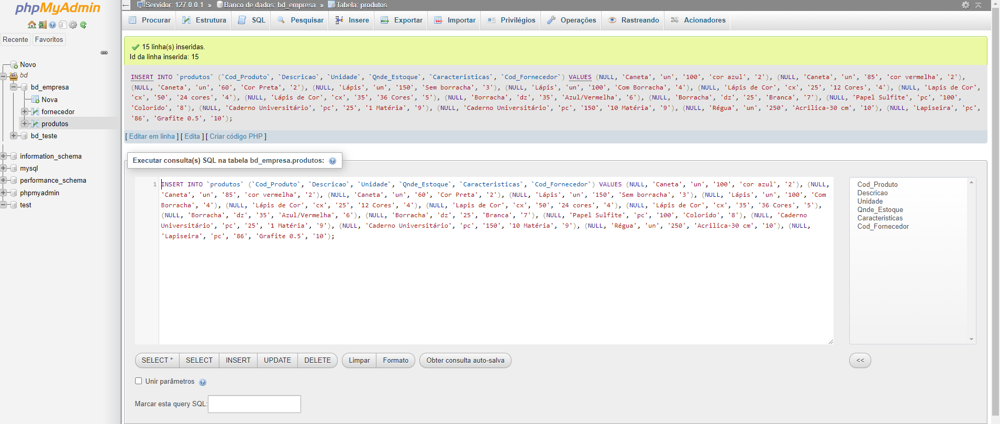 phpMyAdmin
Recente
Favoritos
Novo
bd
bd_empresa
Nova
fornecedor
produtos
bd_teste
information_schema
mysql
performance_schema
phpmyadmin
test
Servidor: 127.0.0.1 » Banco de dados: bd_empresa » Tabela: produtos
Procurar Estrutura SQL Pesquisar Insere Exportar Importar Privilégios Operações Rastreando Acionadores
15 linha(s) inseridas.
Id da linha inserida: 15
INSERT INTO `produtos` (`Cod_Produto`, `Descricao`, `Unidade`, `Qnde_Estoque`, `Caracteristicas`, `Cod_Fornecedor`) VALUES (NULL, 'Caneta', 'un', '100', 'cor azul', '2'), (NULL, 'Caneta', 'un', '85', 'cor vermelha', '2'),
(NULL, 'Caneta', 'un', '60', 'Cor Preta', '2'), (NULL, 'Lápis', 'un', '150', 'Sem borracha', '3'), (NULL, 'Lápis', 'un', '100', 'Com Borracha', '4'), (NULL, 'Lápis de Cor', 'cx', '25', '12 Cores', '4'), (NULL, 'Lapis de Cor',
'cx', '50', '24 cores', '4'), (NULL, 'Lápis de Cor', 'cx', '35', '36 Cores', '5'), (NULL, 'Borracha', 'dz', '35', 'Azul/Vermelha', '6'), (NULL, 'Borracha', 'dz', '25', 'Branca', '7'), (NULL, 'Papel Sulfite', 'pc', '100',
'Colorido', '8'), (NULL, 'Caderno Universitário', 'pc', '25', '1 Matéria', '9'), (NULL, 'Caderno Universitário', 'pc', '150', '10 Matéria', '9'), (NULL, 'Régua', 'un', '250', 'Acrilica-30 cm', '10'), (NULL, 'Lapiseira', 'pc',
'86', 'Grafite 0.5', '10');
[ Editar em linha ] [ Edita ] [ Criar código PHP ]
Executar consulta(s) SQL na tabela bd_empresa.produtos:
1 INSERT INTO `produtos` (`Cod_Produto`, `Descricao`, `Unidade`, `Qnde_Estoque`, `Caracteristicas`, `Cod_Fornecedor`) VALUES (NULL, 'Caneta', 'un', '100', 'cor azul', '2'), (NULL,
'Caneta', 'un', '85', 'cor vermelha', '2'), (NULL, 'Caneta', 'un', '60', 'Cor Preta', '2'), (NULL, 'Lápis', 'un', '150', 'Sem borracha', '3'), (NULL, 'Lápis', 'un', '100', 'Com
Borracha', '4'), (NULL, 'Lápis de Cor', 'cx', '25', '12 Cores', '4'), (NULL, 'Lapis de Cor', 'cx', '50', '24 cores', '4'), (NULL, 'Lápis de Cor', 'cx', '35', '36 Cores', '5'),
(NULL, 'Borracha', 'dz', '35', 'Azul/Vermelha', '6'), (NULL, 'Borracha', 'dz', '25', 'Branca', '7'), (NULL, 'Papel Sulfite', 'pc', '100', 'Colorido', '8'), (NULL, 'Caderno
Universitário', 'pc', '25', '1 Matéria', '9'), (NULL, 'Caderno Universitário', 'pc', '150', '10 Matéria', '9'), (NULL, 'Régua', 'un', '250', 'Acrilica-30 cm', '10'), (NULL,
'Lapiseira', 'pc', '86', 'Grafite 0.5', '10');
Cod_Produto
Descricao
Unidade
Qnde_Estoque
Caracteristicas
Cod_Fornecedor
SELECT * SELECT INSERT UPDATE DELETE Limpar Formato Obter consulta auto-salva <<
Unir parâmetros
Marcar esta query SQL: